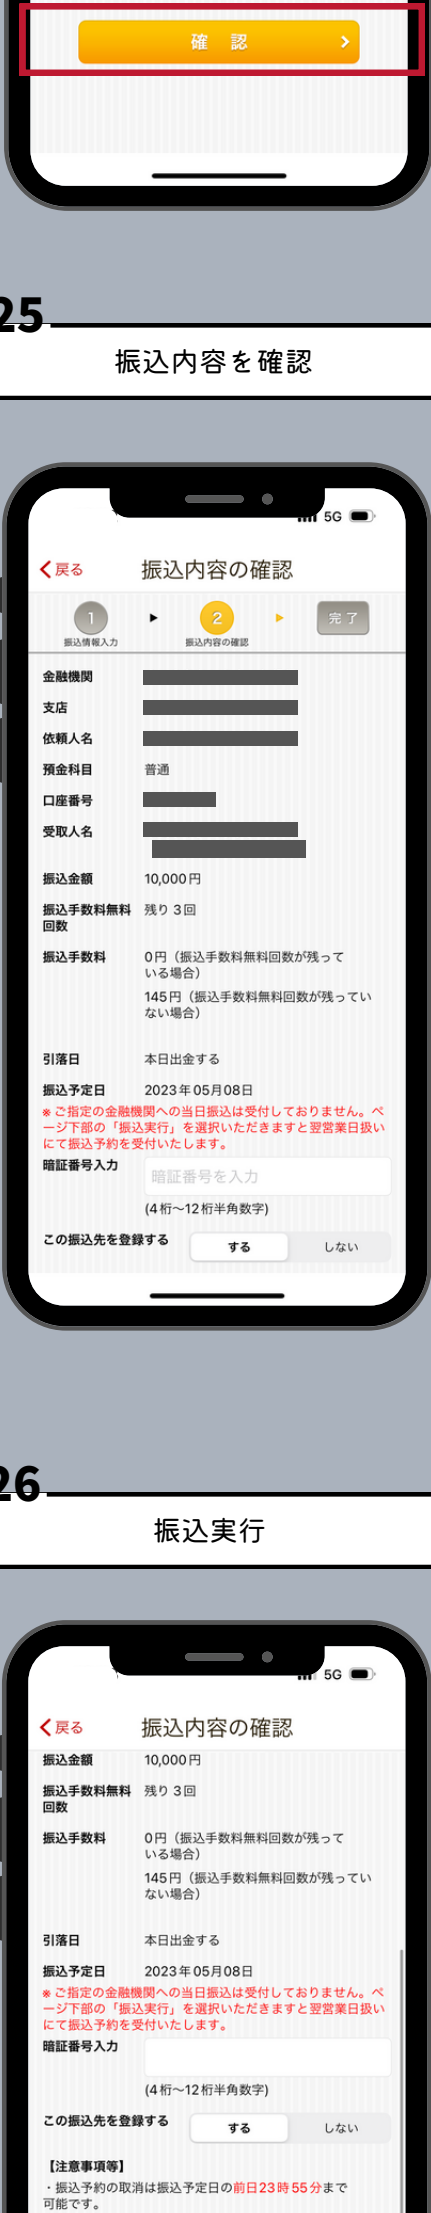 確 認
25
振込内容を確認
5G
戻る 振込内容の確認
1 2 完了
振込情報入力 振込内容の確認
金融機関
支店
依頼人名
預金科目 普通
口座番号
受取人名
振込金額 10,000円
振込手数料無料 残り3回
回数
振込手数料 0円（振込手数料無料回数が残って
いる場合）
145円（振込手数料無料回数が残ってい
ない場合）
引落日 本日出金する
振込予定日 2023年05月08日
※ご指定の金融機関への当日振込は受付しておりません。ペ
ージ下部の「振込実行」を選択いただきますと翌営業日扱い
にて振込予約を受付いたします。
暗証番号入力 暗証番号を入力
(4桁～12桁半角数字)
この振込先を登録する する しない
26
振込実行
5G
戻る 振込内容の確認
振込金額 10,000円
振込手数料無料 残り3回
回数
振込手数料 0円（振込手数料無料回数が残って
いる場合）
145円（振込手数料無料回数が残ってい
ない場合）
引落日 本日出金する
振込予定日 2023年05月08日
※ご指定の金融機関への当日振込は受付しておりません。ペ
ージ下部の「振込実行」を選択いただきますと翌営業日扱い
にて振込予約を受付いたします。
暗証番号入力
(4桁～12桁半角数字)
この振込先を登録する する しない
【注意事項等】
・振込予約の取消は振込予定日の前日23時55分まで
可能です。